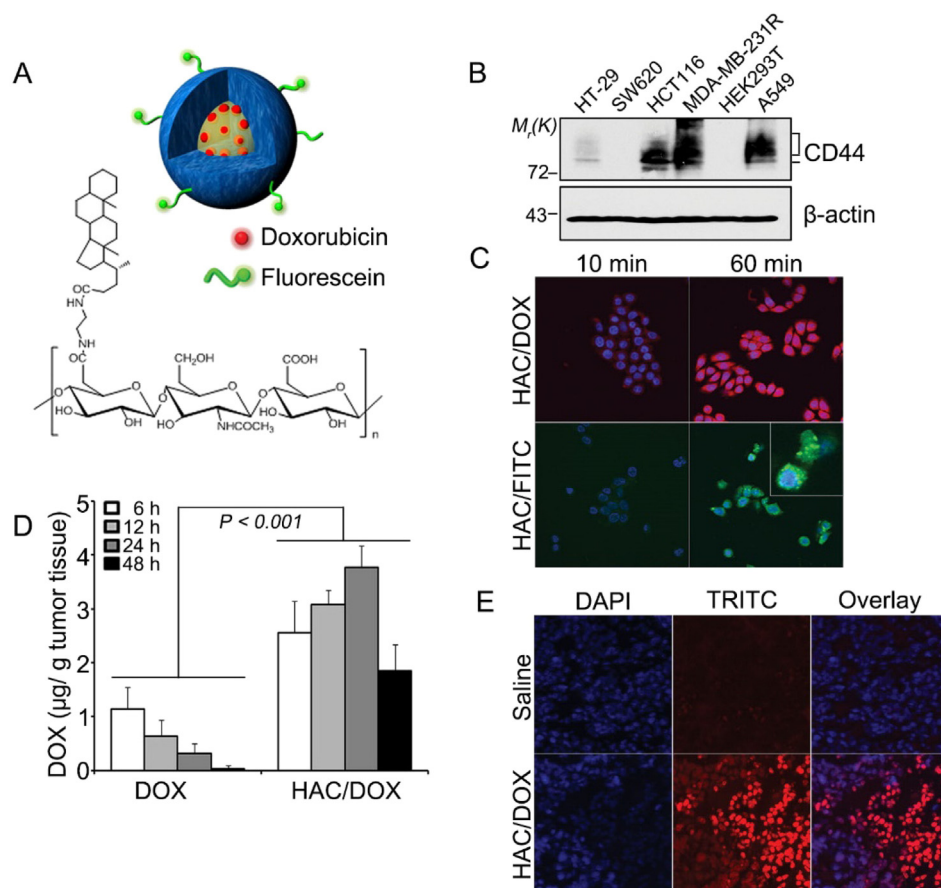 A
Doxorubicin
Fluorescein
OC
HN
NH
CO
CH₂OH
COOH
O
O
O
O
O
O
HO
OH
HO
NHCOCH₃
HO
OH
n
B
HT-29
SW620
HCT116
MDA-MB-231R
HEK293T
A549
Mr(K)
72
CD44
43
β-actin
C
10 min
60 min
HAC/DOX
HAC/FITC
D
DOX (μg/ g tumor tissue)
5
4
3
2
1
0
6 h
12 h
24 h
48 h
P < 0.001
DOX
HAC/DOX
E
DAPI
TRITC
Overlay
Saline
HAC/DOX